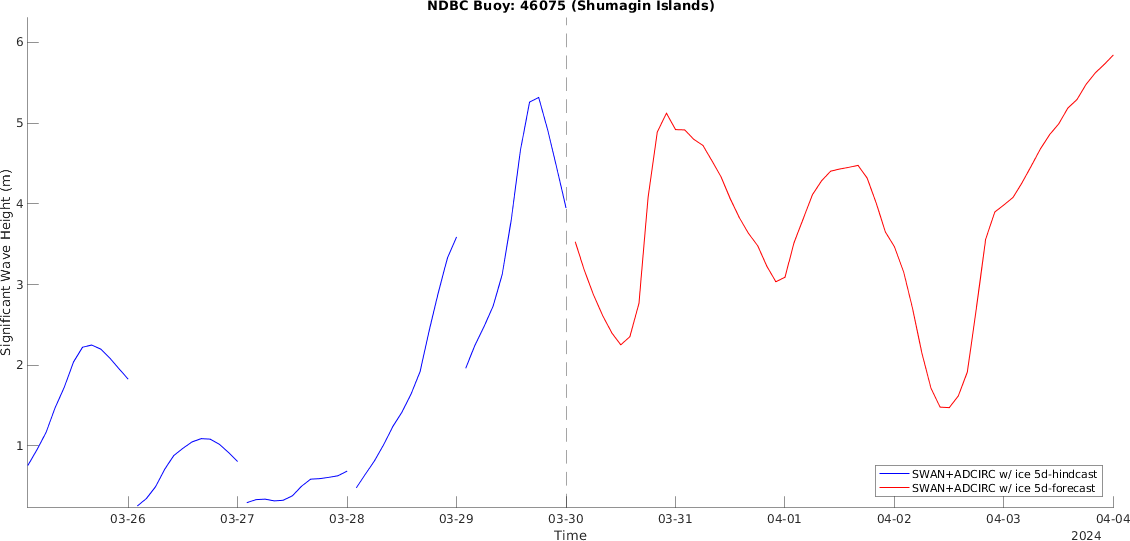 NDBC Buoy: 46075 (Shumagin Islands)
Significant Wave Height (m)
6
5
4
3
2
1
SWAN+ADCIRC w/ ice 5d-hindcast
SWAN+ADCIRC w/ ice 5d-forecast
03-26 03-27 03-28 03-29 03-30 03-31 04-01 04-02 04-03 04-04
Time
2024